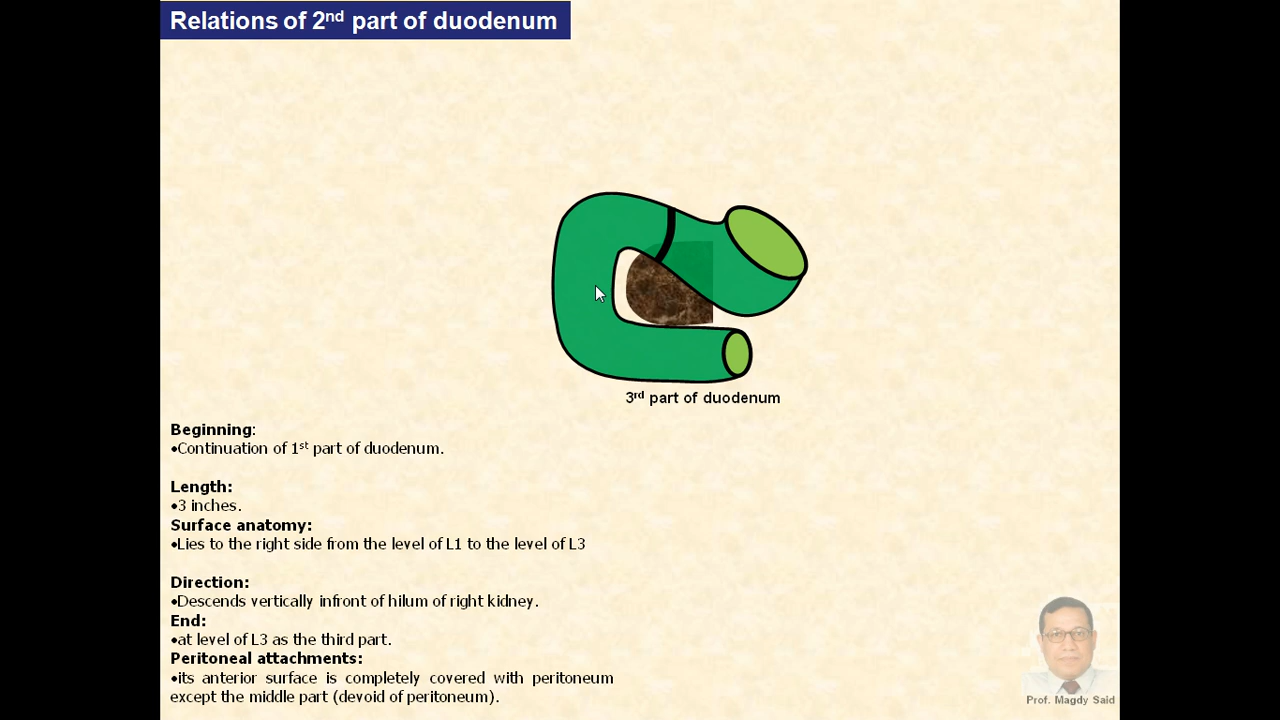 Relations of 2nd part of duodenum
3rd part of duodenum
Beginning:
•Continuation of 1st part of duodenum.
Length:
•3 inches.
Surface anatomy:
•Lies to the right side from the level of L1 to the level of L3
Direction:
•Descends vertically infront of hilum of right kidney.
End:
•at level of L3 as the third part.
Peritoneal attachments:
•its anterior surface is completely covered with peritoneum
except the middle part (devoid of peritoneum).
Prof. Magdy Said